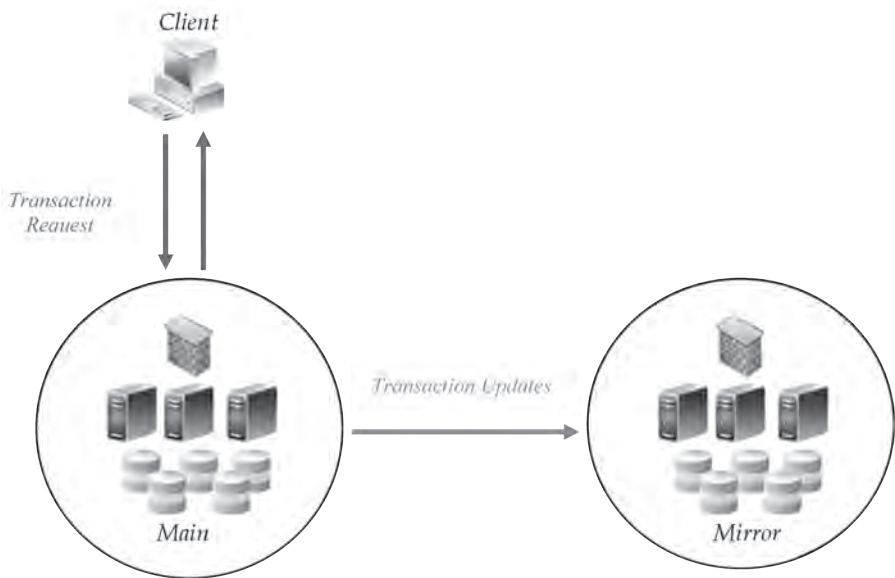 Client
Transaction
Request
Transaction Updates
Main
Mirror